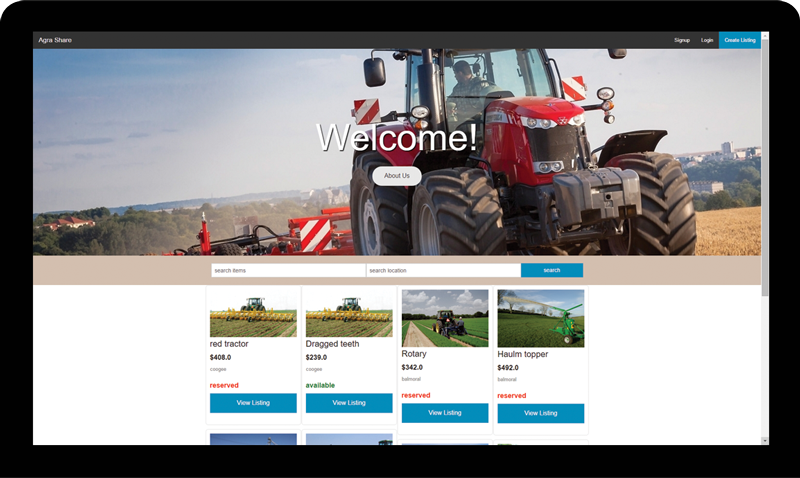 Agra Share Signup Login Create Listing
Welcome!
About Us
search items search location search
red tractor
$408.0
coogee
reserved
View Listing
Dragged teeth
$239.0
coogee
available
View Listing
Rotary
$342.0
balmoral
reserved
View Listing
Haulm topper
$492.0
balmoral
reserved
View Listing